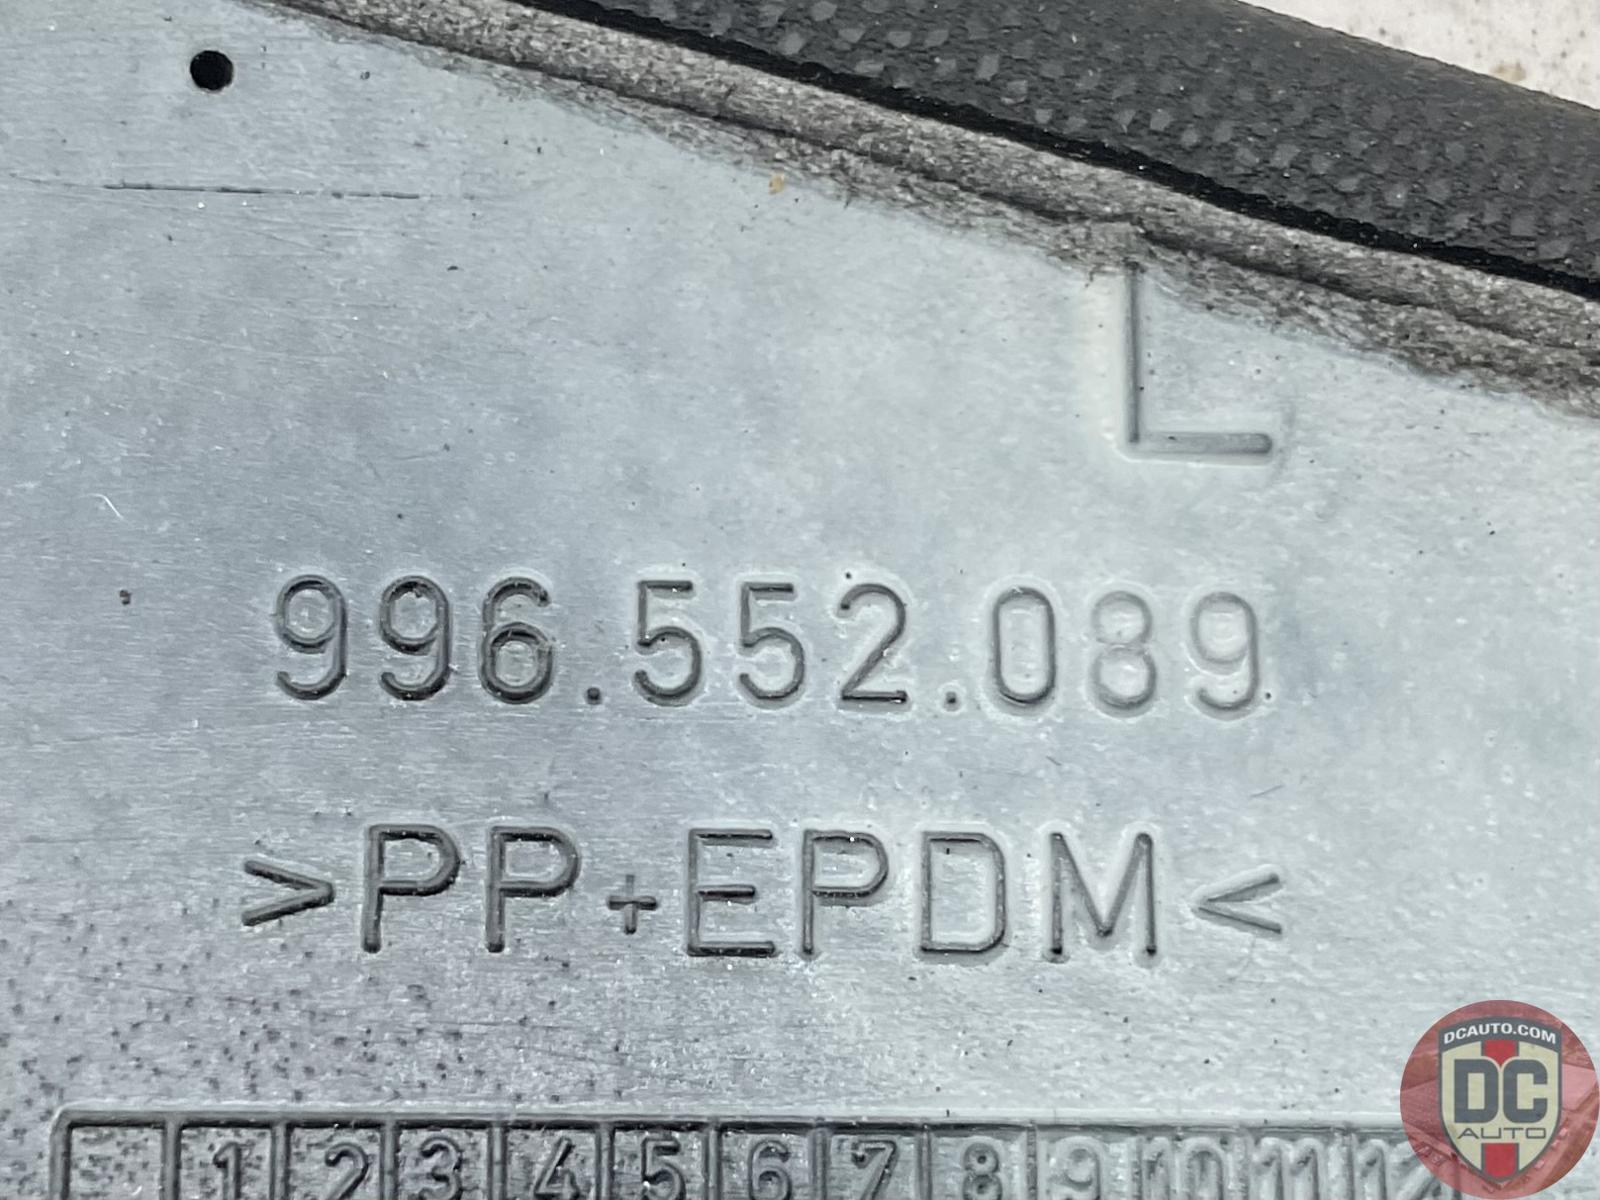 L
996.552.089
>PP+EPDM<
1 2 3 4 5 6 7 8 9 10 11 12
DCAUTO.COM
DC
AUTO